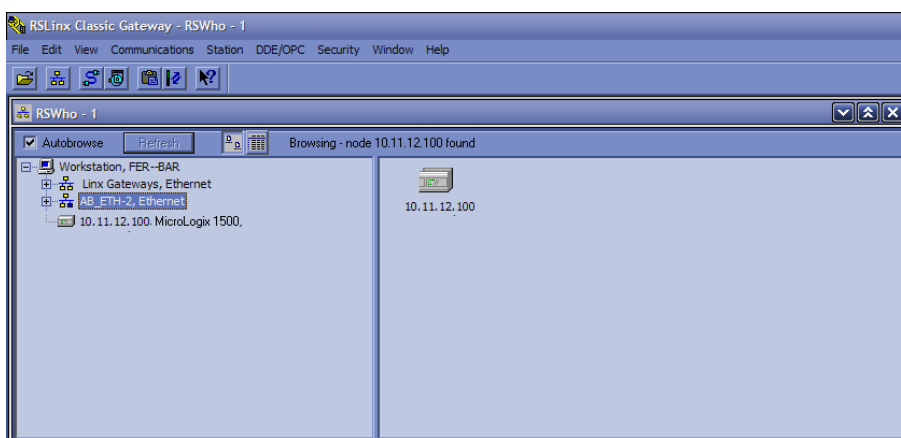 RSLinx Classic Gateway - RSWho - 1
File Edit View Communications Station DDE/OPC Security Window Help
RSWho - 1
Autobrowse Refresh Browsing - node 10.11.12.100 found
Workstation, FER--BAR
Linx Gateways, Ethernet
AB_ETH-2, Ethernet
10.11.12.100 MicroLogix 1500,
10.11.12.100